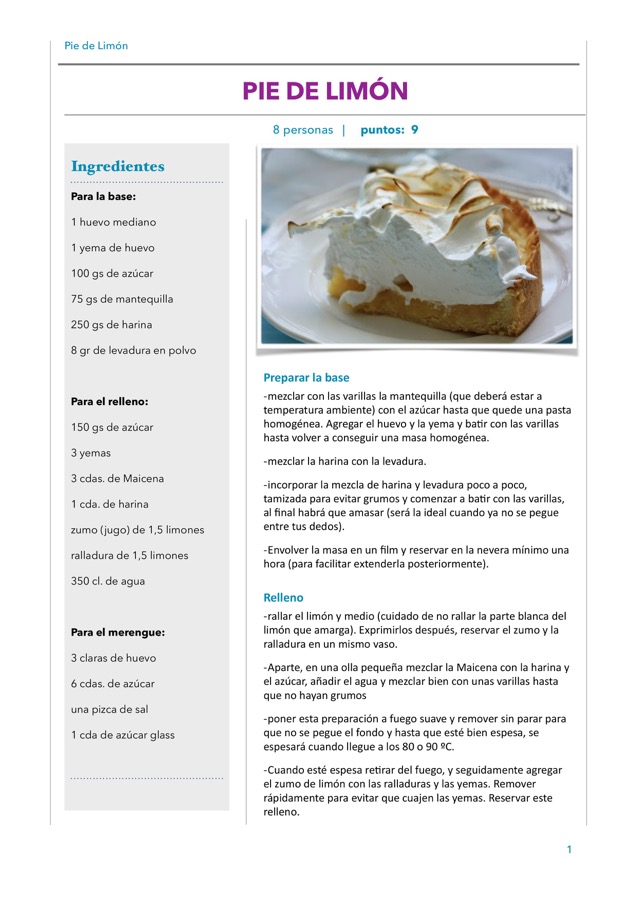 Pie de Limón
PIE DE LIMÓN
8 personas | puntos: 9
Ingredientes
Para la base:
1 huevo mediano
1 yema de huevo
100 gs de azúcar
75 gs de mantequilla
250 gs de harina
8 gr de levadura en polvo
Para el relleno:
150 gs de azúcar
3 yemas
3 cdas. de Maicena
1 cda. de harina
zumo (jugo) de 1,5 limones
ralladura de 1,5 limones
350 cl. de agua
Para el merengue:
3 claras de huevo
6 cdas. de azúcar
una pizca de sal
1 cda de azúcar glass
Preparar la base
-mezclar con las varillas la mantequilla (que deberá estar a
temperatura ambiente) con el azúcar hasta que quede una pasta
homogénea. Agregar el huevo y la yema y batir con las varillas
hasta volver a conseguir una masa homogénea.
-mezclar la harina con la levadura.
-incorporar la mezcla de harina y levadura poco a poco,
tamizada para evitar grumos y comenzar a batir con las varillas,
al final habrá que amasar (será la ideal cuando ya no se pegue
entre tus dedos).
-Envolver la masa en un film y reservar en la nevera mínimo una
hora (para facilitar extenderla posteriormente).
Relleno
-rallar el limón y medio (cuidado de no rallar la parte blanca del
limón que amarga). Exprimirlos después, reservar el zumo y la
ralladura en un mismo vaso.
-Aparte, en una olla pequeña mezclar la Maicena con la harina y
el azúcar, añadir el agua y mezclar bien con unas varillas hasta
que no hayan grumos
-poner esta preparación a fuego suave y remover sin parar para
que no se pegue el fondo y hasta que esté bien espesa, se
espesará cuando llegue a los 80 o 90 ºC.
-Cuando esté espesa retirar del fuego, y seguidamente agregar
el zumo de limón con las ralladuras y las yemas. Remover
rápidamente para evitar que cuajen las yemas. Reservar este
relleno.
1